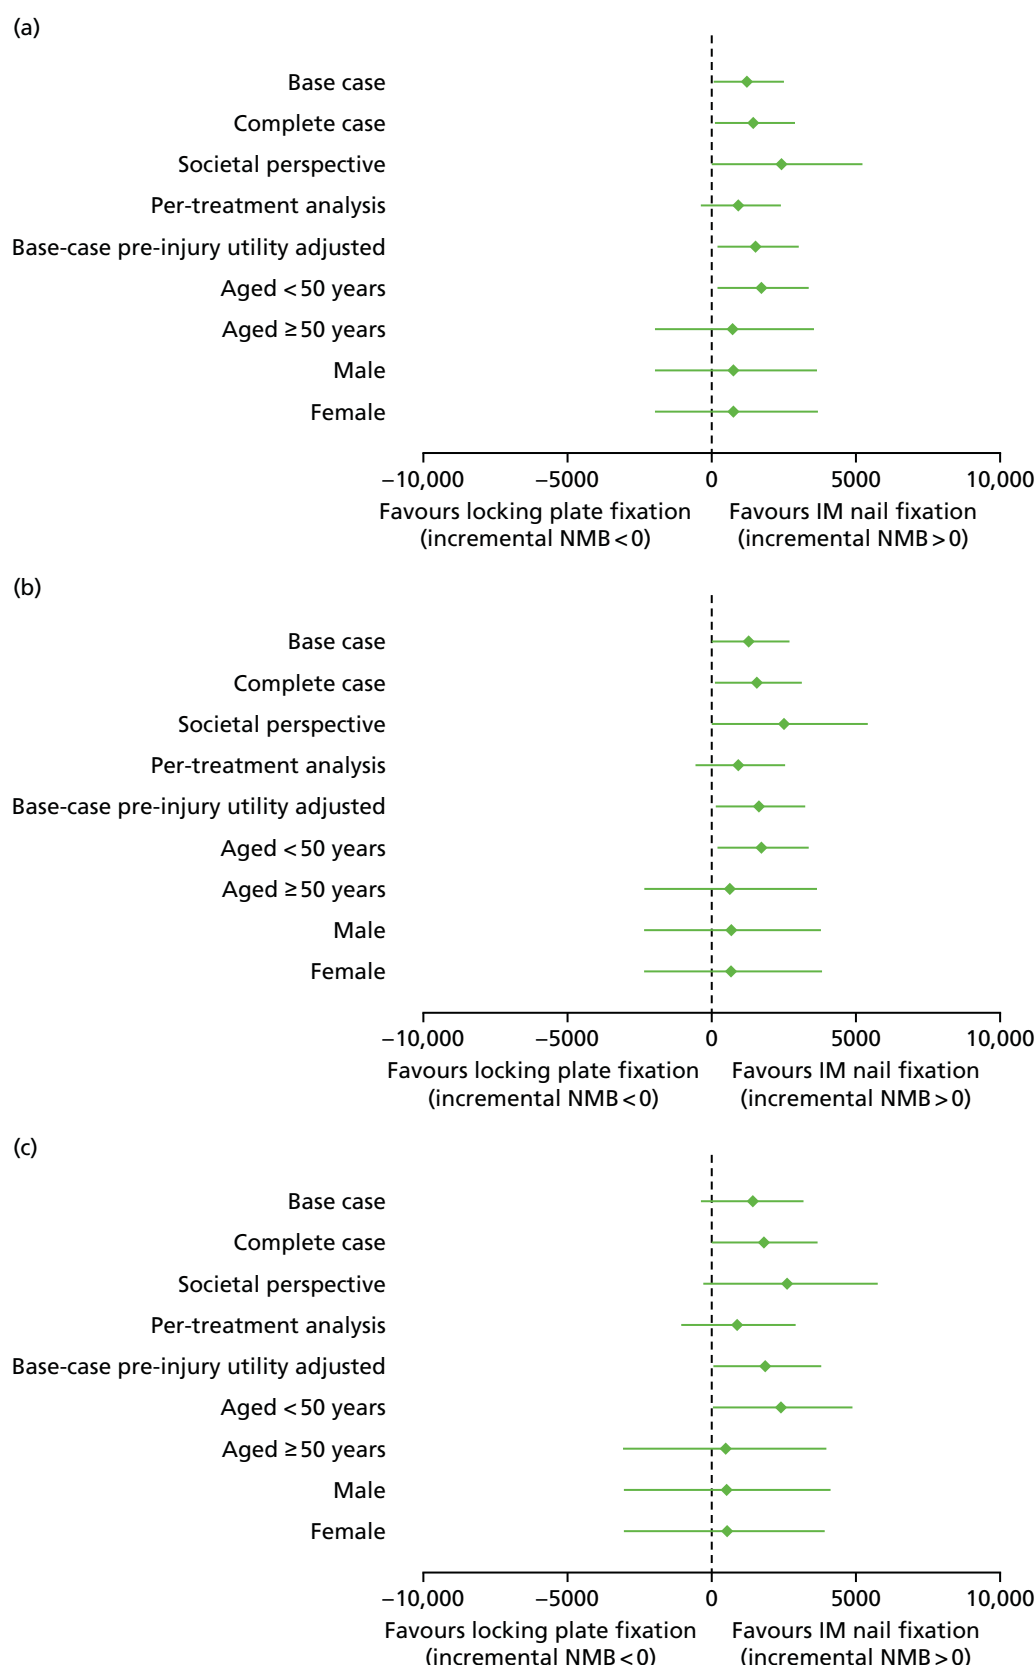 (a)
Base case
Complete case
Societal perspective
Per-treatment analysis
Base-case pre-injury utility adjusted
Aged <50 years
Aged ≥50 years
Male
Female
−10,000 −5000 0 5000 10,000
Favours locking plate fixation Favours IM nail fixation
(incremental NMB<0) (incremental NMB>0)
(b)
Base case
Complete case
Societal perspective
Per-treatment analysis
Base-case pre-injury utility adjusted
Aged <50 years
Aged ≥50 years
Male
Female
−10,000 −5000 0 5000 10,000
Favours locking plate fixation Favours IM nail fixation
(incremental NMB<0) (incremental NMB>0)
(c)
Base case
Complete case
Societal perspective
Per-treatment analysis
Base-case pre-injury utility adjusted
Aged <50 years
Aged ≥50 years
Male
Female
−10,000 −5000 0 5000 10,000
Favours locking plate fixation Favours IM nail fixation
(incremental NMB<0) (incremental NMB>0)